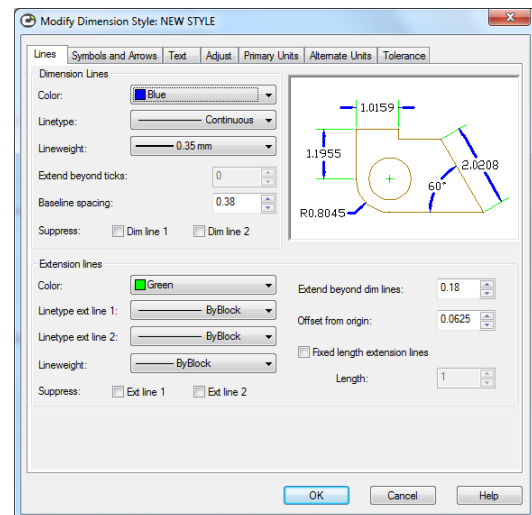 Modify Dimension Style: NEW STYLE
Lines Symbols and Arrows Text Adjust Primary Units Alternate Units Tolerance
Dimension Lines
Color: Blue
Linetype: Continuous
Lineweight: 0.35 mm
Extend beyond ticks: 0
Baseline spacing: 0.38
Suppress: Dim line 1 Dim line 2
1.0159
1.1955
2.0208
60°
R0.8045
Extension lines
Color: Green
Linetype ext line 1: ByBlock
Linetype ext line 2: ByBlock
Lineweight: ByBlock
Suppress: Ext line 1 Ext line 2
Extend beyond dim lines: 0.18
Offset from origin: 0.0625
Fixed length extension lines
Length: 1
OK Cancel Help